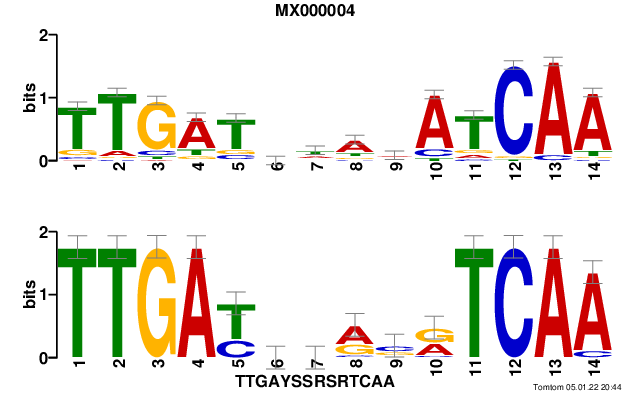 MX000004
2
1
0
bits
T T G A T A A T C A A
1 2 3 4 5 6 7 8 9 10 11 12 13 14
2
1
0
bits
T T G A T C A G G A T C A A
1 2 3 4 5 6 7 8 9 10 11 12 13 14
TTGAYSSRSRTCAA
Tomtom 05.01.22 20:44